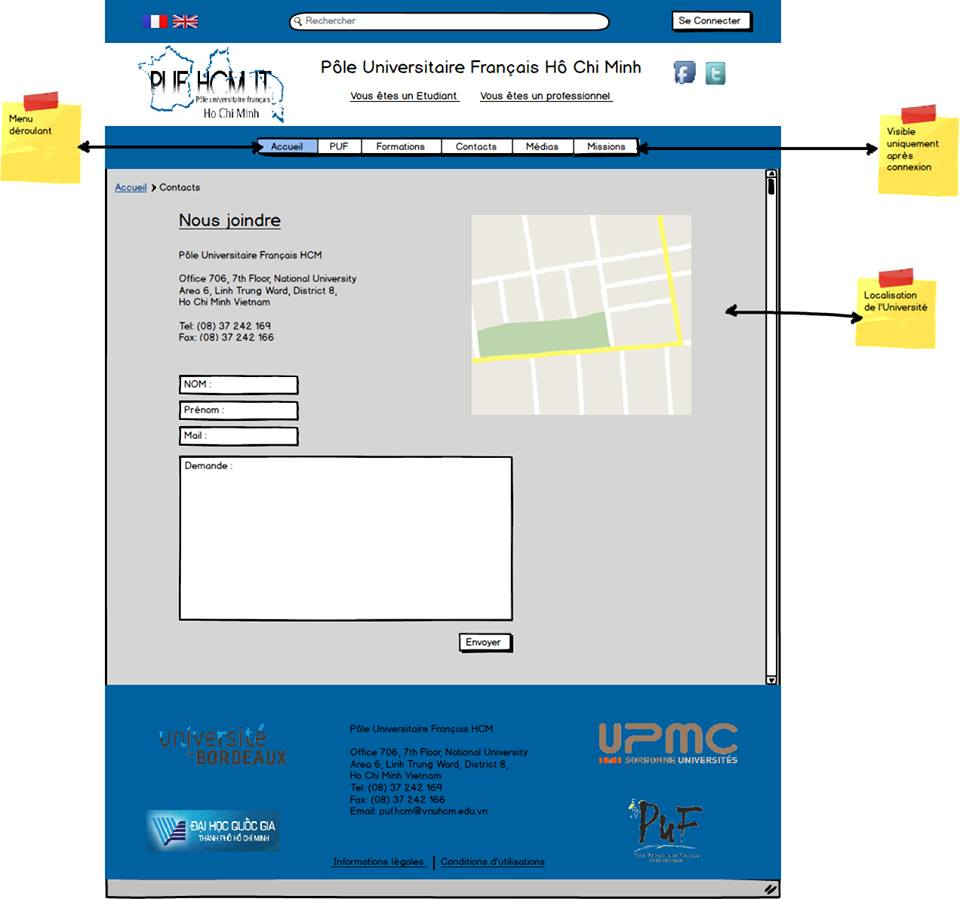 Rechercher
Se Connecter
PUF HCM IT
Pôle universitaire français
Ho Chi Minh
Pôle Universitaire Français Hô Chi Minh
Vous êtes un Etudiant
Vous êtes un professionnel
Menu
déroulant
Accueil
PUF
Formations
Contacts
Médias
Missions
Visible
uniquement
après
connexion
Accueil > Contacts
Nous joindre
Pôle Universitaire Français HCM
Office 706, 7th Floor, National University
Area 6, Linh Trung Ward, District 8,
Ho Chi Minh Vietnam
Tel: (08) 37 242 169
Fax: (08) 37 242 166
Localisation
de l'Université
NOM :
Prénom :
Mail :
Demande :
Envoyer
université
de BORDEAUX
ĐẠI HỌC QUỐC GIA
THÀNH PHỐ HỒ CHÍ MINH
Pôle Universitaire Français HCM
Office 706, 7th Floor, National University
Area 6, Linh Trung Ward, District 8,
Ho Chi Minh Vietnam
Tel: (08) 37 242 169
Fax: (08) 37 242 166
Email: puf.hcm@vnuhcm.edu.vn
UPMC
SORBONNE UNIVERSITÉS
PUF
Informations légales
Conditions d'utilisations